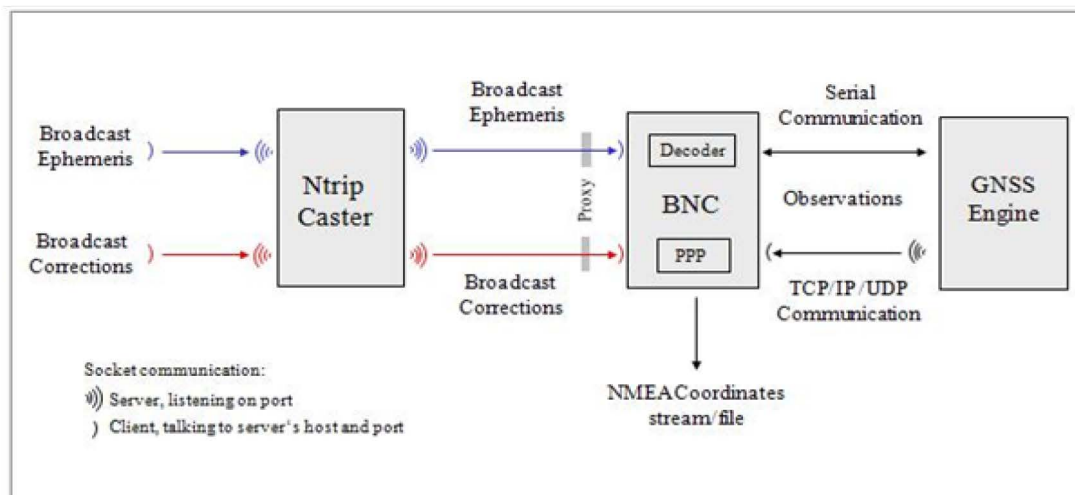 Broadcast
Ephemeris
Broadcast
Corrections
Ntrip
Caster
Broadcast
Ephemeris
Proxy
Broadcast
Corrections
Decoder
BNC
PPP
Serial
Communication
Observations
TCP/IP /UDP
Communication
GNSS
Engine
NMEA Coordinates
stream/file
Socket communication:
Server, listening on port
Client, talking to server's host and port